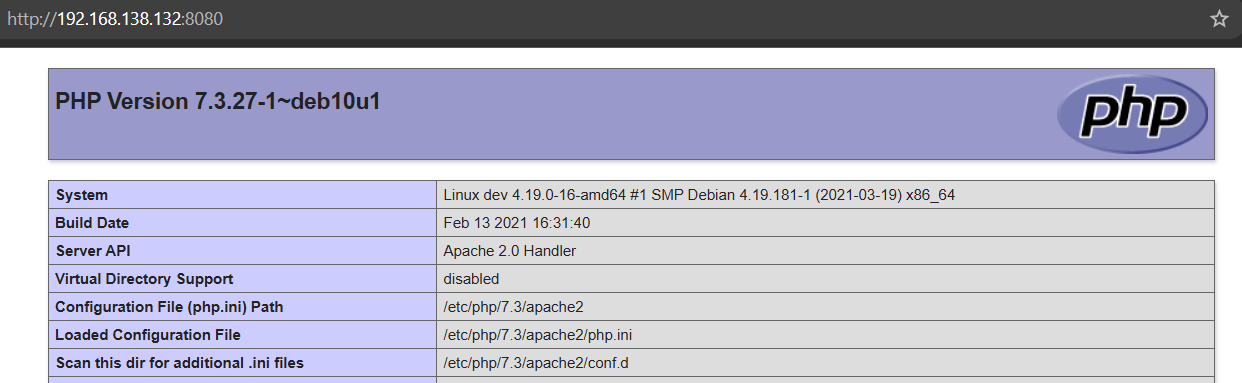 http://192.168.138.132:8080
PHP Version 7.3.27-1~deb10u1
php
System Linux dev 4.19.0-16-amd64 #1 SMP Debian 4.19.181-1 (2021-03-19) x86_64
Build Date Feb 13 2021 16:31:40
Server API Apache 2.0 Handler
Virtual Directory Support disabled
Configuration File (php.ini) Path /etc/php/7.3/apache2
Loaded Configuration File /etc/php/7.3/apache2/php.ini
Scan this dir for additional .ini files /etc/php/7.3/apache2/conf.d